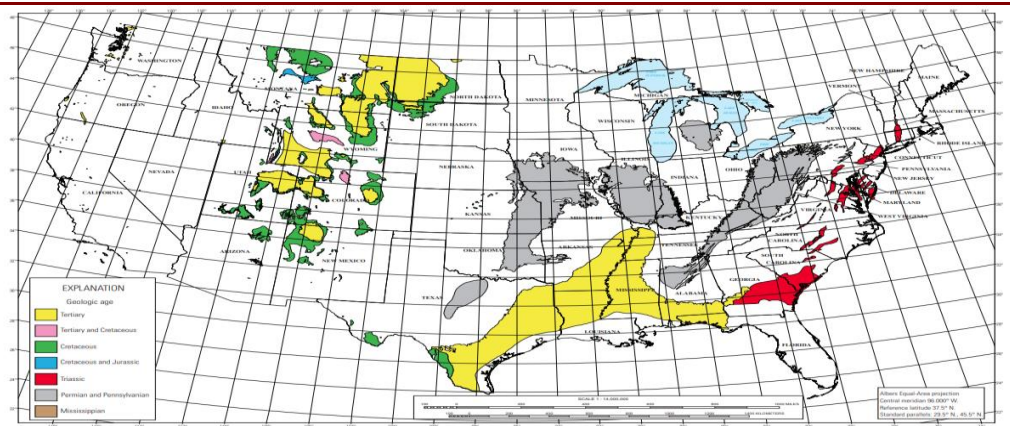 WASHINGTON
MONTANA
NORTH DAKOTA
MINNESOTA
MICHIGAN
NEW HAMPSHIRE
MAINE
VERMONT
OREGON
IDAHO
SOUTH DAKOTA
WISCONSIN
NEW YORK
MASSACHUSETTS
RHODE ISLAND
CONNECTICUT
WYOMING
IOWA
PENNSYLVANIA
NEVADA
NEBRASKA
ILLINOIS
INDIANA
OHIO
NEW JERSEY
UTAH
DELAWARE
CALIFORNIA
COLORADO
KANSAS
MISSOURI
KENTUCKY
VIRGINIA
MARYLAND
WEST VIRGINIA
ARIZONA
NEW MEXICO
OKLAHOMA
ARKANSAS
TENNESSEE
NORTH
CAROLINA
SOUTH
CAROLINA
TEXAS
MISSISSIPPI
ALABAMA
GEORGIA
LOUISIANA
FLORIDA
EXPLANATION
Geologic age
Tertiary
Tertiary and Cretaceous
Cretaceous
Cretaceous and Jurassic
Triassic
Permian and Pennsylvanian
Mississippian
Albers Equal-Area projection
Central meridian 96.000° W.
Reference latitude 37.5° N.
Standard parallels 29.5° N., 45.5° N.